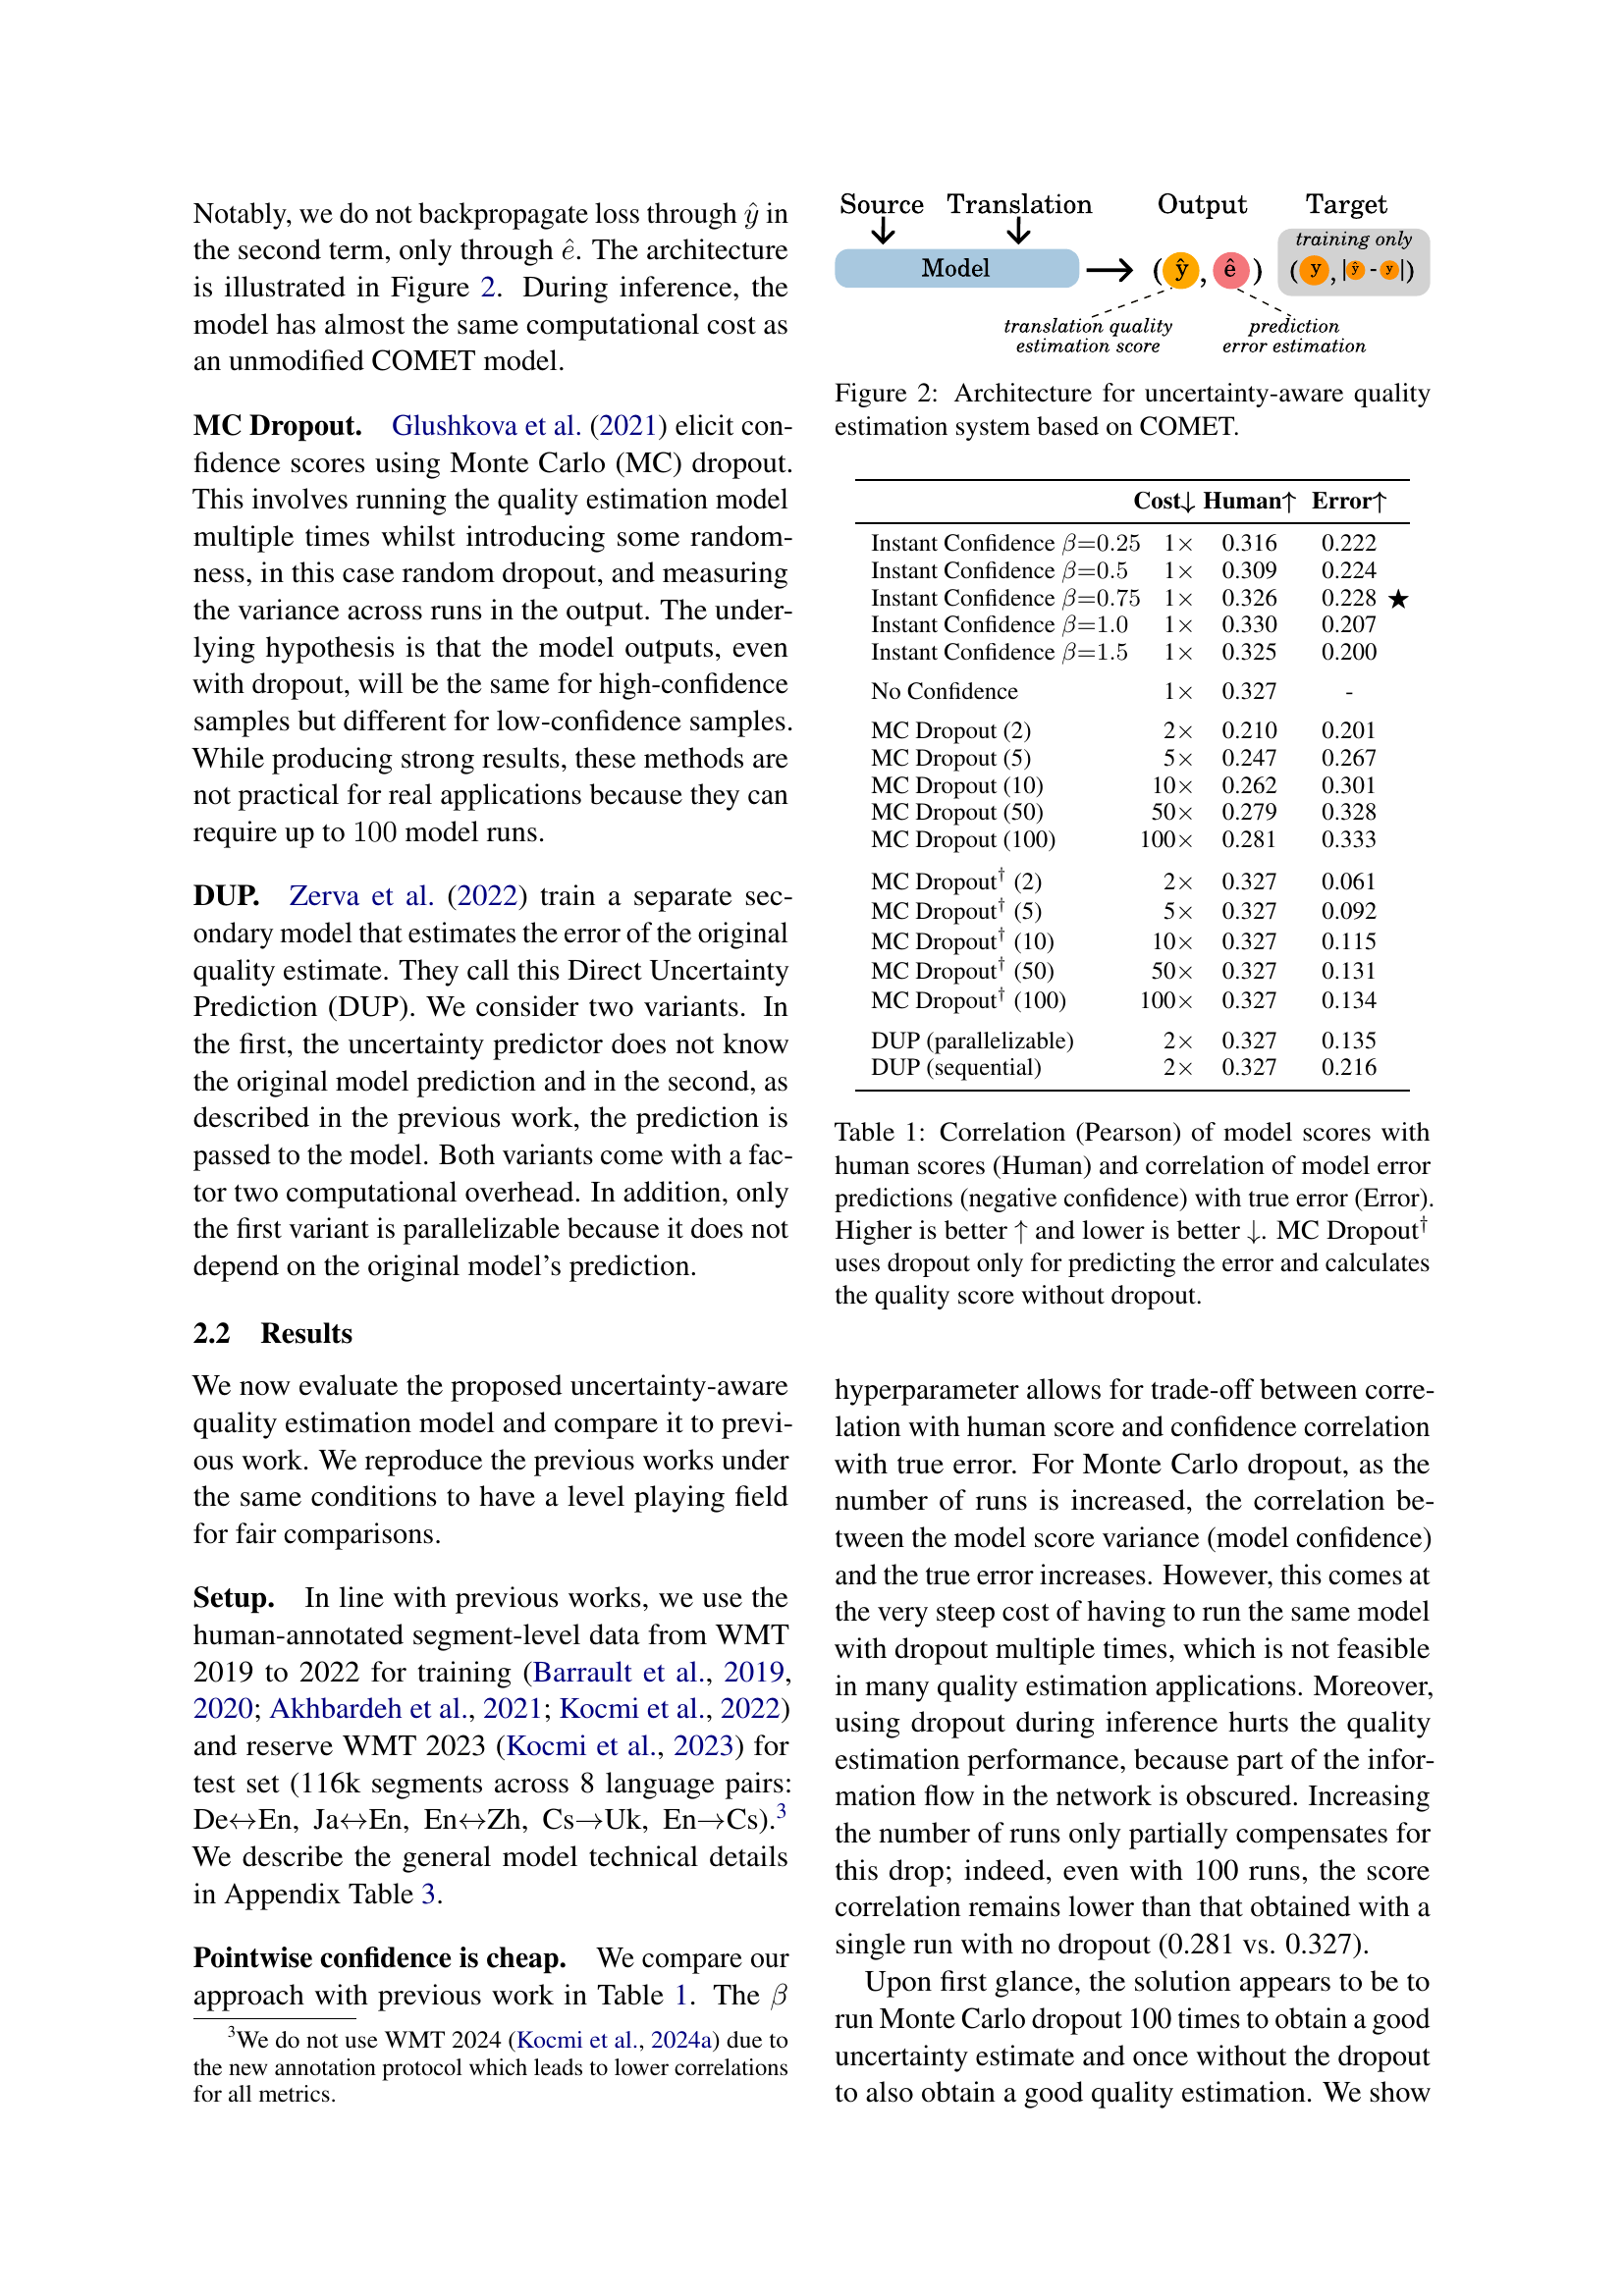 Notably, we do not backpropagate loss through ŷ in
the second term, only through ê. The architecture
is illustrated in Figure 2. During inference, the
model has almost the same computational cost as
an unmodified COMET model.
MC Dropout. Glushkova et al. (2021) elicit con-
fidence scores using Monte Carlo (MC) dropout.
This involves running the quality estimation model
multiple times whilst introducing some random-
ness, in this case random dropout, and measuring
the variance across runs in the output. The under-
lying hypothesis is that the model outputs, even
with dropout, will be the same for high-confidence
samples but different for low-confidence samples.
While producing strong results, these methods are
not practical for real applications because they can
require up to 100 model runs.
DUP. Zerva et al. (2022) train a separate sec-
ondary model that estimates the error of the original
quality estimate. They call this Direct Uncertainty
Prediction (DUP). We consider two variants. In
the first, the uncertainty predictor does not know
the original model prediction and in the second, as
described in the previous work, the prediction is
passed to the model. Both variants come with a fac-
tor two computational overhead. In addition, only
the first variant is parallelizable because it does not
depend on the original model's prediction.
2.2 Results
We now evaluate the proposed uncertainty-aware
quality estimation model and compare it to previ-
ous work. We reproduce the previous works under
the same conditions to have a level playing field
for fair comparisons.
Setup. In line with previous works, we use the
human-annotated segment-level data from WMT
2019 to 2022 for training (Barrault et al., 2019,
2020; Akhbardeh et al., 2021; Kocmi et al., 2022)
and reserve WMT 2023 (Kocmi et al., 2023) for
test set (116k segments across 8 language pairs:
De↔En, Ja↔En, En↔Zh, Cs→Uk, En→Cs).³
We describe the general model technical details
in Appendix Table 3.
Pointwise confidence is cheap. We compare our
approach with previous work in Table 1. The β
³We do not use WMT 2024 (Kocmi et al., 2024a) due to
the new annotation protocol which leads to lower correlations
for all metrics.
Source Translation Output Target
training only
Model (ŷ, ê) (y, |ŷ - y|)
translation quality prediction
estimation score error estimation
Figure 2: Architecture for uncertainty-aware quality
estimation system based on COMET.
Cost↓ Human↑ Error↑
Instant Confidence β=0.25 1× 0.316 0.222
Instant Confidence β=0.5 1× 0.309 0.224
Instant Confidence β=0.75 1× 0.326 0.228 ★
Instant Confidence β=1.0 1× 0.330 0.207
Instant Confidence β=1.5 1× 0.325 0.200
No Confidence 1× 0.327 -
MC Dropout (2) 2× 0.210 0.201
MC Dropout (5) 5× 0.247 0.267
MC Dropout (10) 10× 0.262 0.301
MC Dropout (50) 50× 0.279 0.328
MC Dropout (100) 100× 0.281 0.333
MC Dropout† (2) 2× 0.327 0.061
MC Dropout† (5) 5× 0.327 0.092
MC Dropout† (10) 10× 0.327 0.115
MC Dropout† (50) 50× 0.327 0.131
MC Dropout† (100) 100× 0.327 0.134
DUP (parallelizable) 2× 0.327 0.135
DUP (sequential) 2× 0.327 0.216
Table 1: Correlation (Pearson) of model scores with
human scores (Human) and correlation of model error
predictions (negative confidence) with true error (Error).
Higher is better ↑ and lower is better ↓. MC Dropout†
uses dropout only for predicting the error and calculates
the quality score without dropout.
hyperparameter allows for trade-off between corre-
lation with human score and confidence correlation
with true error. For Monte Carlo dropout, as the
number of runs is increased, the correlation be-
tween the model score variance (model confidence)
and the true error increases. However, this comes at
the very steep cost of having to run the same model
with dropout multiple times, which is not feasible
in many quality estimation applications. Moreover,
using dropout during inference hurts the quality
estimation performance, because part of the infor-
mation flow in the network is obscured. Increasing
the number of runs only partially compensates for
this drop; indeed, even with 100 runs, the score
correlation remains lower than that obtained with a
single run with no dropout (0.281 vs. 0.327).
Upon first glance, the solution appears to be to
run Monte Carlo dropout 100 times to obtain a good
uncertainty estimate and once without the dropout
to also obtain a good quality estimation. We show